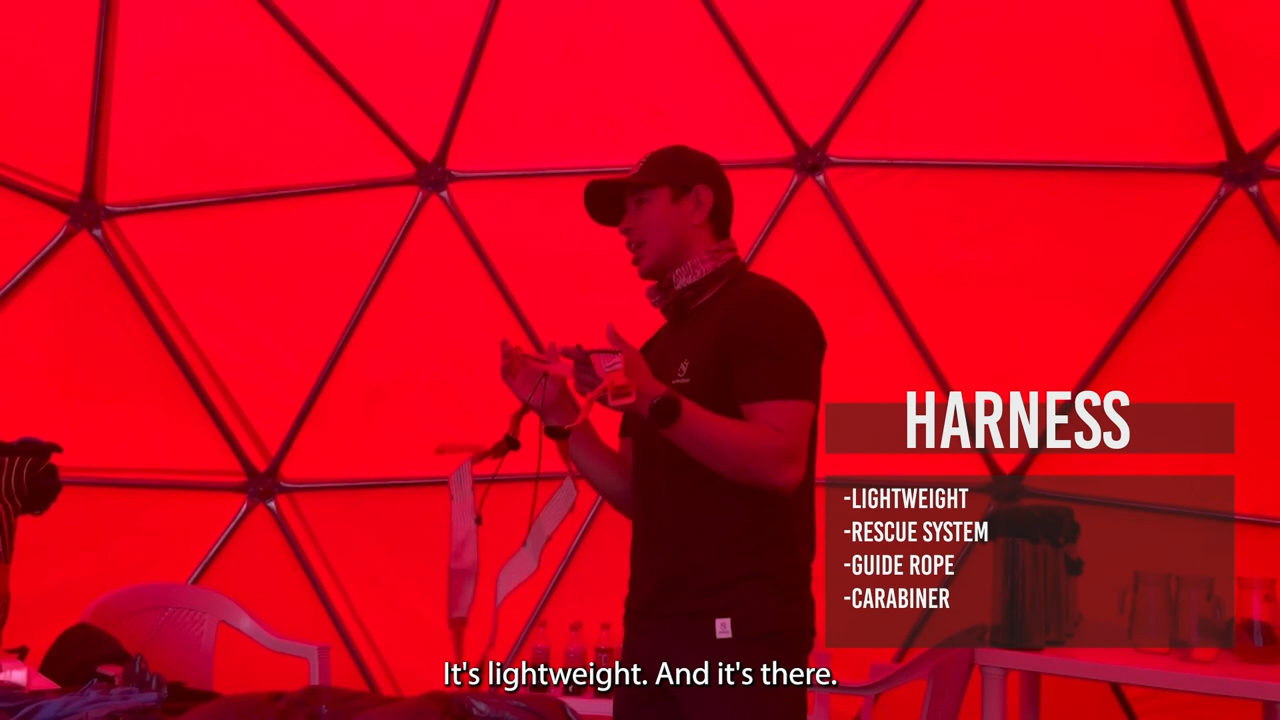 HARNESS
-LIGHTWEIGHT
-RESCUE SYSTEM
-GUIDE ROPE
-CARABINER
It's lightweight. And it's there.